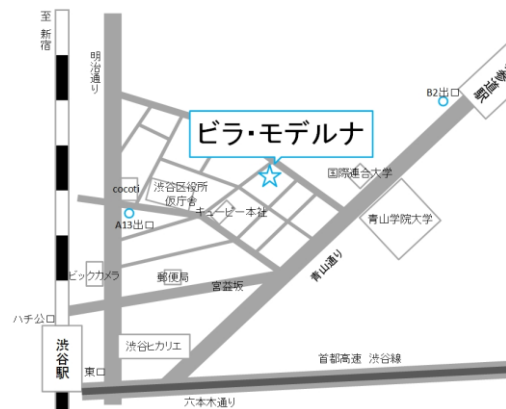 至 新宿
明治通り
B2出口
表参道駅
ビラ・モデルナ
国際連合大学
cocoti
渋谷区役所
仮庁舎
キューピー本社
A13出口
青山学院大学
青山通り
ビックカメラ
郵便局
宮益坂
ハチ公口
渋谷駅
渋谷ヒカリエ
東口
首都高速 渋谷線
六本木通り